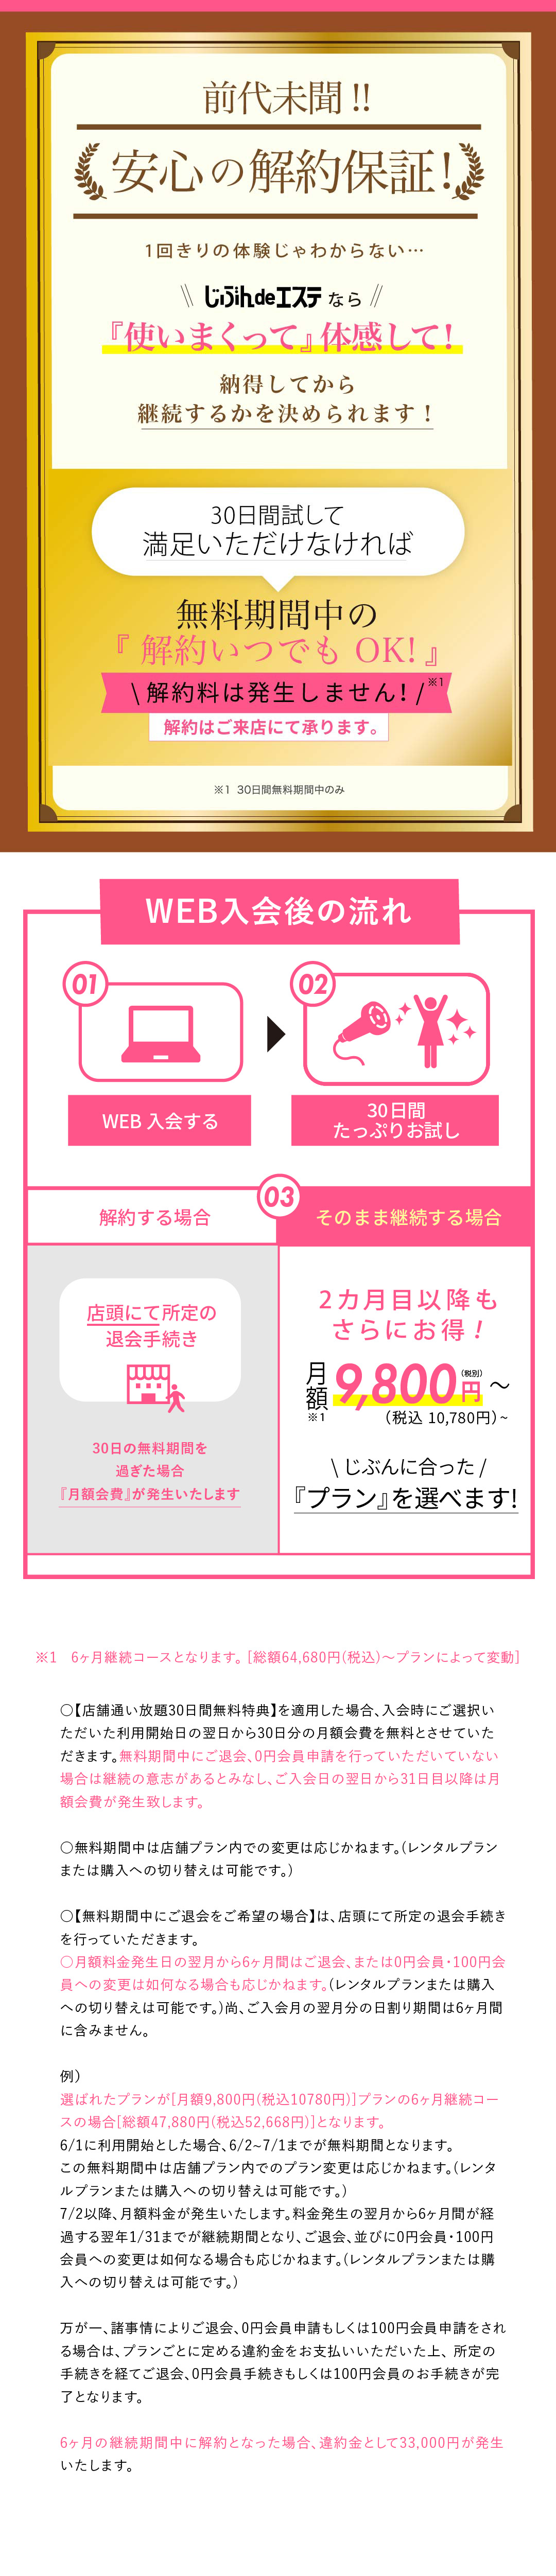 前代未聞!!
安心の解約保証!
1回きりの体験じゃわからない…
\\ じぶんdeエステ なら //
『使いまくって』体感して!
納得してから
継続するかを決められます！
30日間試して
満足いただけなければ
無料期間中の
『 解約いつでも OK! 』
\ 解約料は発生しません! / ※1
解約はご来店にて承ります。
※1 30日間無料期間中のみ
WEB入会後の流れ
01
02
WEB 入会する
30日間
たっぷりお試し
03
解約する場合
そのまま継続する場合
店頭にて所定の
退会手続き
30日の無料期間を
過ぎた場合
『月額会費』が発生いたします
2カ月目以降も
さらにお得！
月額 9,800円 (税別) ～
※1 （税込 10,780円）~
\ じぶんに合った /
『プラン』を選べます!
※1　6ヶ月継続コースとなります。［総額64,680円(税込)～プランによって変動］
○【店舗通い放題30日間無料特典】を適用した場合、入会時にご選択い
ただいた利用開始日の翌日から30日分の月額会費を無料とさせていた
だきます。無料期間中にご退会、0円会員申請を行っていただいていない
場合は継続の意志があるとみなし、ご入会日の翌日から31日目以降は月
額会費が発生致します。
○無料期間中は店舗プラン内での変更は応じかねます。(レンタルプラン
または購入への切り替えは可能です。)
○【無料期間中にご退会をご希望の場合】は、店頭にて所定の退会手続き
を行っていただきます。
○月額料金発生日の翌月から6ヶ月間はご退会、または0円会員・100円会
員への変更は如何なる場合も応じかねます。(レンタルプランまたは購入
への切り替えは可能です。)尚、ご入会月の翌月分の日割り期間は6ヶ月間
に含みません。
例）
選ばれたプランが[月額9,800円(税込10780円)]プランの6ヶ月継続コー
スの場合[総額47,880円(税込52,668円)]となります。
6/1に利用開始とした場合、6/2~7/1までが無料期間となります。
この無料期間中は店舗プラン内でのプラン変更は応じかねます。(レンタ
ルプランまたは購入への切り替えは可能です。)
7/2以降、月額料金が発生いたします。料金発生の翌月から6ヶ月間が経
過する翌年1/31までが継続期間となり、ご退会、並びに0円会員・100円
会員への変更は如何なる場合も応じかねます。(レンタルプランまたは購
入への切り替えは可能です。)
万が一、諸事情によりご退会、0円会員申請もしくは100円会員申請をされ
る場合は、プランごとに定める違約金をお支払いいただいた上、所定の
手続きを経てご退会、0円会員手続きもしくは100円会員のお手続きが完
了となります。
6ヶ月の継続期間中に解約となった場合、違約金として33,000円が発生
いたします。